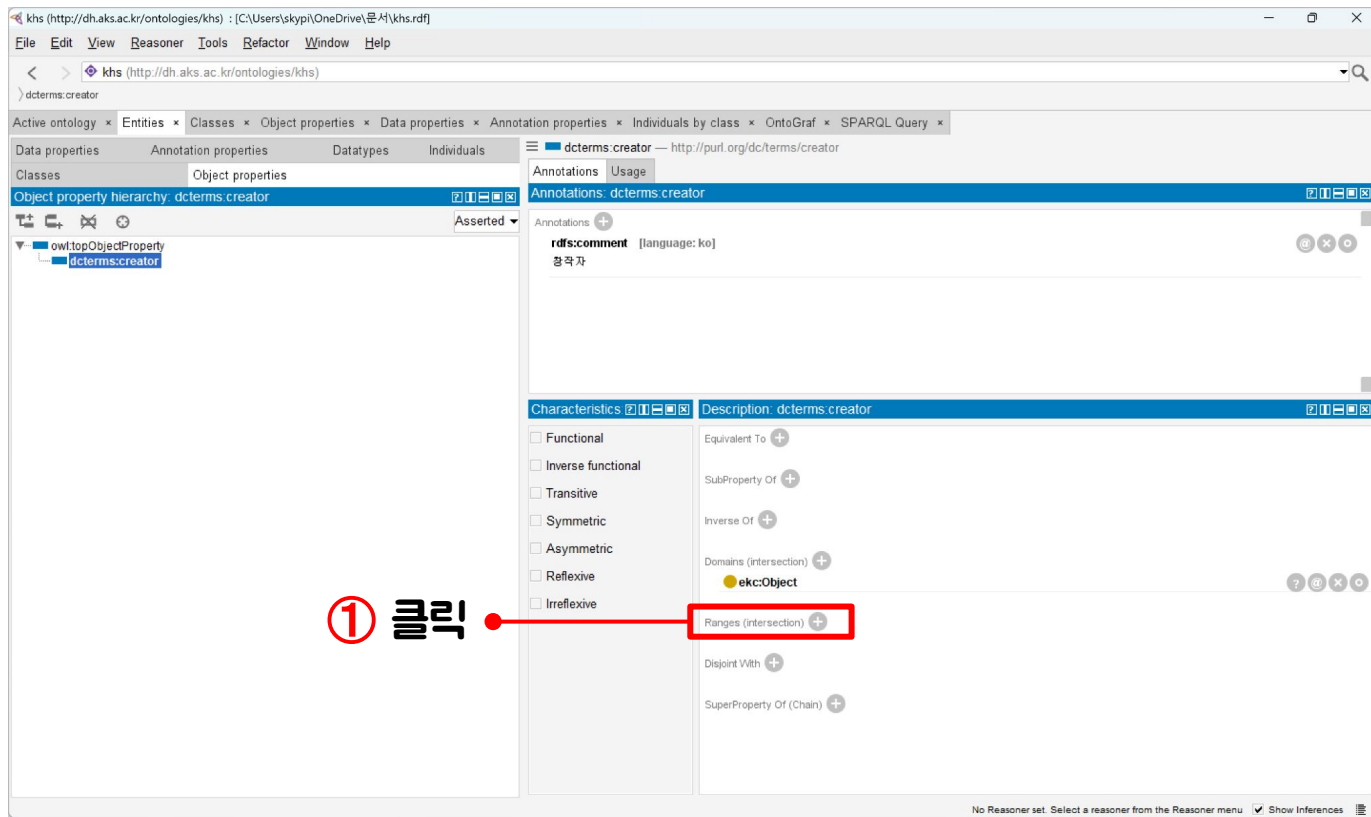 khs (http://dh.aks.ac.kr/ontologies/khs) : [C:\Users\skypi\OneDrive\문서\khs.rdf]
File Edit View Reasoner Tools Refactor Window Help
khs (http://dh.aks.ac.kr/ontologies/khs)
dcterms:creator
Active ontology × Entities × Classes × Object properties × Data properties × Annotation properties × Individuals by class × OntoGraf × SPARQL Query ×
Data properties Annotation properties Datatypes Individuals
Classes Object properties
Object property hierarchy: dcterms:creator
Asserted
owl:topObjectProperty
dcterms:creator
dcterms:creator — http://purl.org/dc/terms/creator
Annotations Usage
Annotations: dcterms:creator
Annotations
rdfs:comment [language: ko]
창작자
Characteristics
Functional
Inverse functional
Transitive
Symmetric
Asymmetric
Reflexive
Irreflexive
Description: dcterms:creator
Equivalent To
SubProperty Of
Inverse Of
Domains (intersection)
ekc:Object
Ranges (intersection)
Disjoint With
SuperProperty Of (Chain)
① 클릭
No Reasoner set. Select a reasoner from the Reasoner menu Show Inferences